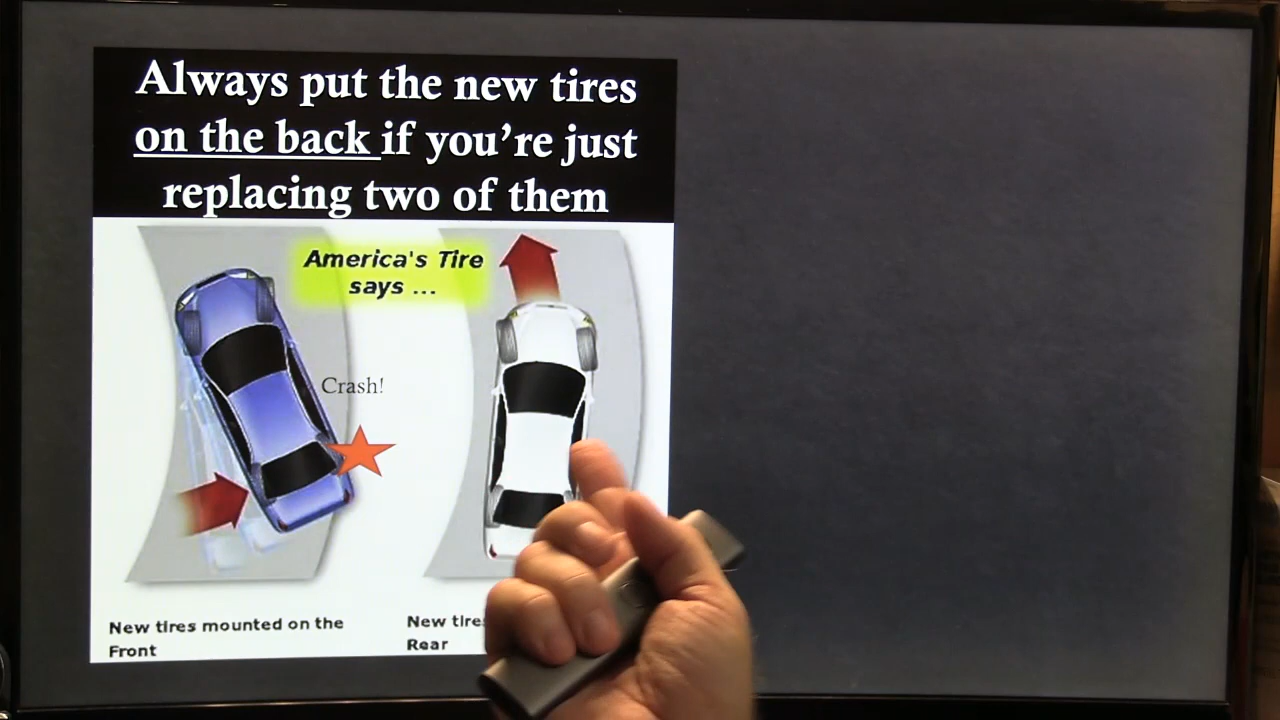 Always put the new tires
on the back if you're just
replacing two of them
America's Tire
says ...
Crash!
New tires mounted on the
Front
New
Rear